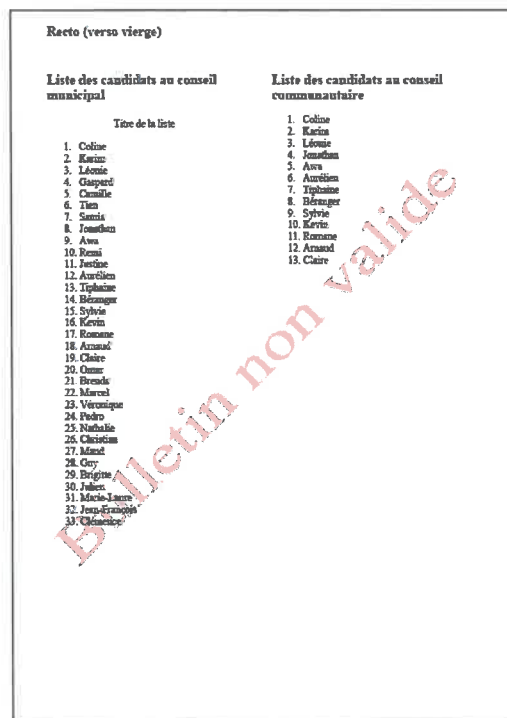 Recto (verso vierge)
Liste des candidats au conseil
municipal
Titre de la liste
1. Coline
2. Karim
3. Léonie
4. Gaspard
5. Camille
6. Tien
7. Samia
8. Jonathan
9. Awa
10. Remi
11. Justine
12. Aurélien
13. Tiphaine
14. Béranger
15. Sylvie
16. Kevin
17. Romane
18. Arnaud
19. Claire
20. Omar
21. Brenda
22. Marcel
23. Véronique
24. Pedro
25. Nathalie
26. Christian
27. Maud
28. Guy
29. Brigitte
30. Julien
31. Marie-Laure
32. Jean-François
33. Clémence
Liste des candidats au conseil
communautaire
1. Coline
2. Karim
3. Léonie
4. Jonathan
5. Awa
6. Aurélien
7. Tiphaine
8. Béranger
9. Sylvie
10. Kevin
11. Romane
12. Arnaud
13. Claire
Bulletin non valide